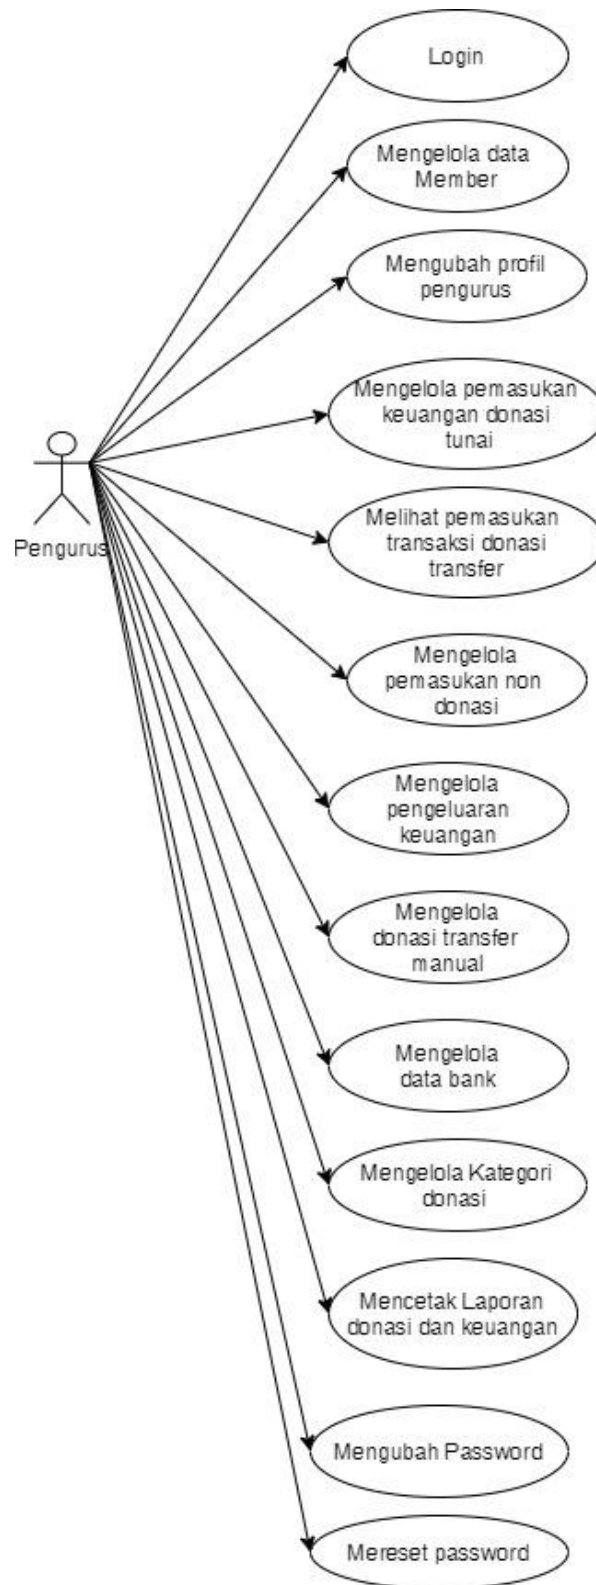 Login
Mengelola data
Member
Mengubah profil
pengurus
Mengelola pemasukan
keuangan donasi
tunai
Pengurus
Melihat pemasukan
transaksi donasi
transfer
Mengelola
pemasukan non
donasi
Mengelola
pengeluaran
keuangan
Mengelola
donasi transfer
manual
Mengelola
data bank
Mengelola Kategori
donasi
Mencetak Laporan
donasi dan keuangan
Mengubah Password
Mereset password